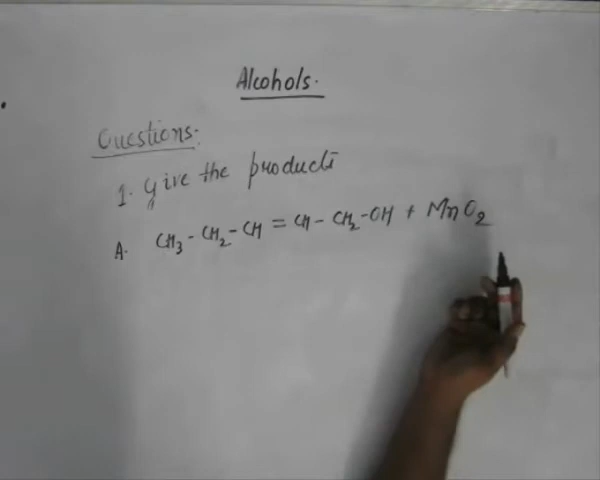 Alcohols.
Questions:
1. Give the products
A. CH₃ - CH₂ - CH = CH - CH₂ - OH + MnO₂